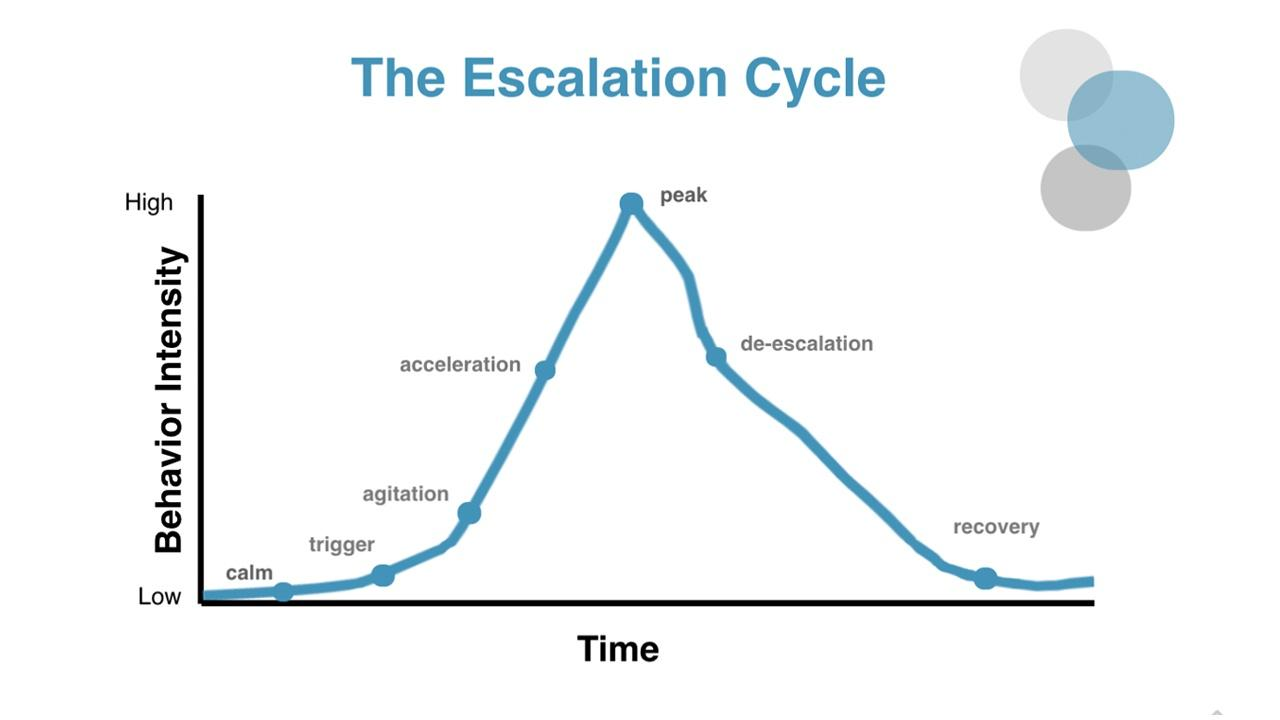 The Escalation Cycle
High
peak
Behavior Intensity
de-escalation
acceleration
agitation
trigger
recovery
calm
Low
Time